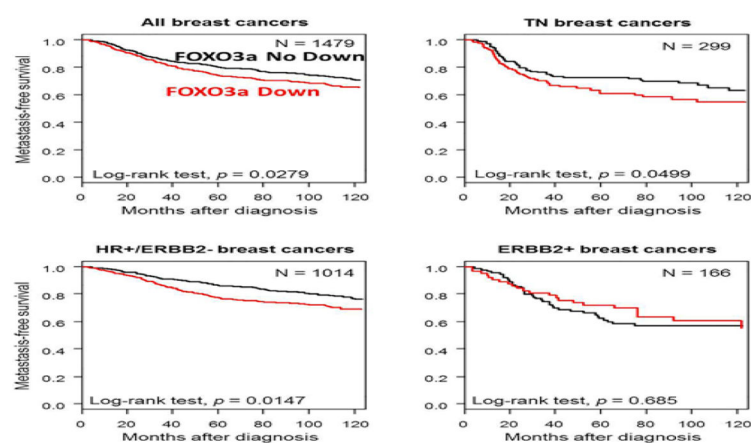 All breast cancers
Metastasis-free survival
1.0
0.8
0.6
0.4
0.2
0.0
N = 1479
FOXO3a No Down
FOXO3a Down
Log-rank test, p = 0.0279
0 20 40 60 80 100 120
Months after diagnosis
TN breast cancers
1.0
0.8
0.6
0.4
0.2
0.0
N = 299
Log-rank test, p = 0.0499
0 20 40 60 80 100 120
Months after diagnosis
HR+/ERBB2- breast cancers
Metastasis-free survival
1.0
0.8
0.6
0.4
0.2
0.0
N = 1014
Log-rank test, p = 0.0147
0 20 40 60 80 100 120
Months after diagnosis
ERBB2+ breast cancers
1.0
0.8
0.6
0.4
0.2
0.0
N = 166
Log-rank test, p = 0.685
0 20 40 60 80 100 120
Months after diagnosis